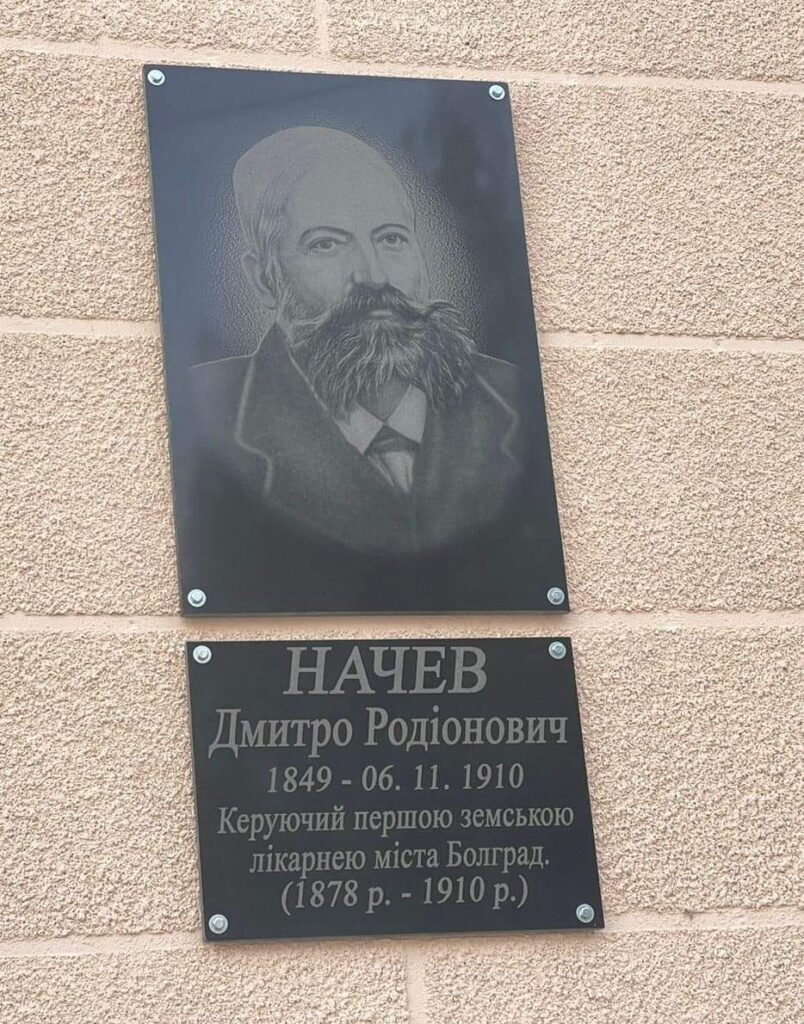 НАЧЕВ
Дмитро Родіонович
1849 - 06. 11. 1910
Керуючий першою земською
лікарнею міста Болград.
(1878 р. - 1910 р.)